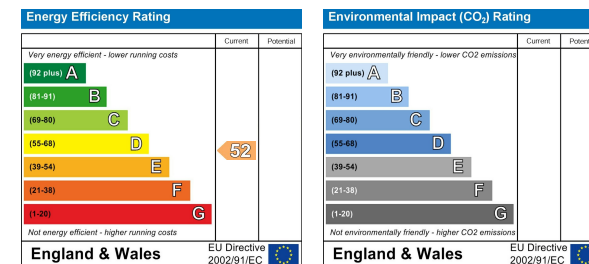 Energy Efficiency Rating
Current Potential
Very energy efficient - lower running costs
(92 plus) A
(81-91) B
(69-80) C
(55-68) D
52
(39-54) E
(21-38) F
(1-20) G
Not energy efficient - higher running costs
England & Wales
EU Directive
2002/91/EC
Environmental Impact (CO₂) Rating
Current Potent
Very environmentally friendly - lower CO2 emissions
(92 plus) A
(81-91) B
(69-80) C
(55-68) D
(39-54) E
(21-38) F
(1-20) G
Not environmentally friendly - higher CO2 emissions
England & Wales
EU Directive
2002/91/EC